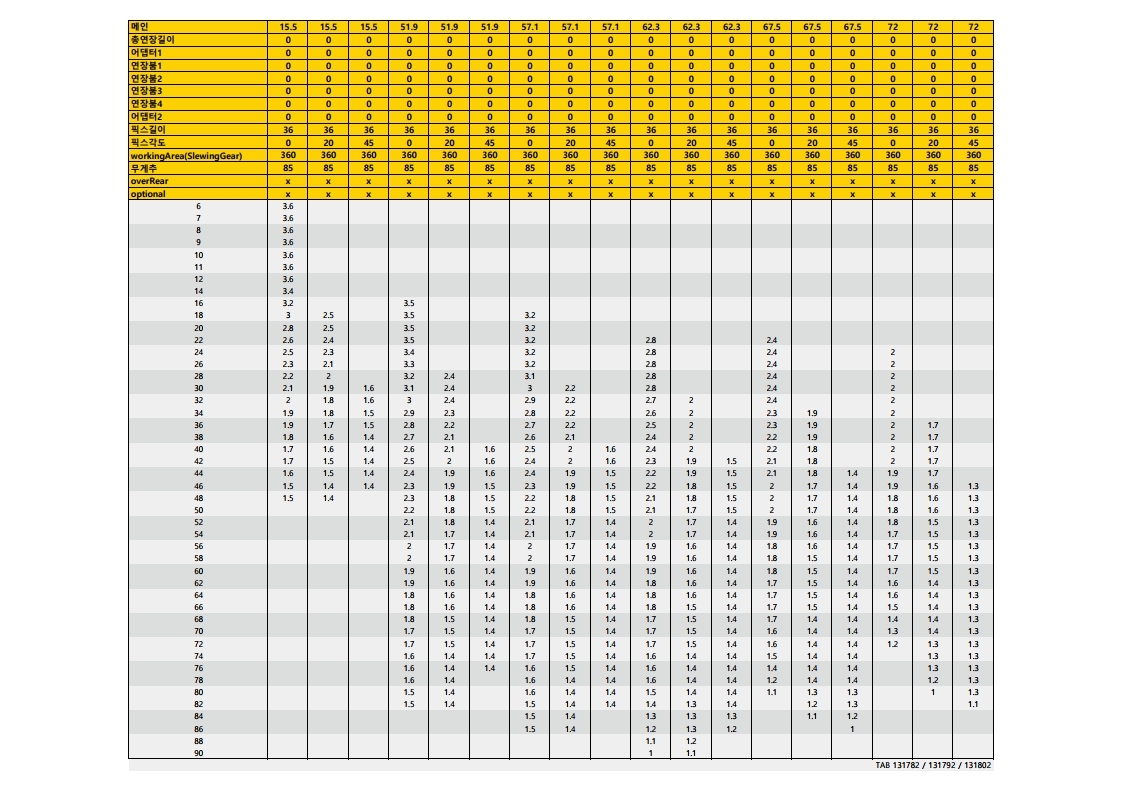 메인 15.5 15.5 15.5 51.9 51.9 51.9 57.1 57.1 57.1 62.3 62.3 62.3 67.5 67.5 67.5 72 72 72
총연장길이 0 0 0 0 0 0 0 0 0 0 0 0 0 0 0 0 0 0
어댑터1 0 0 0 0 0 0 0 0 0 0 0 0 0 0 0 0 0 0
연장붐1 0 0 0 0 0 0 0 0 0 0 0 0 0 0 0 0 0 0
연장붐2 0 0 0 0 0 0 0 0 0 0 0 0 0 0 0 0 0 0
연장붐3 0 0 0 0 0 0 0 0 0 0 0 0 0 0 0 0 0 0
연장붐4 0 0 0 0 0 0 0 0 0 0 0 0 0 0 0 0 0 0
어댑터2 0 0 0 0 0 0 0 0 0 0 0 0 0 0 0 0 0 0
픽스길이 36 36 36 36 36 36 36 36 36 36 36 36 36 36 36 36 36 36
픽스각도 0 20 45 0 20 45 0 20 45 0 20 45 0 20 45 0 20 45
workingArea(SlewingGear) 360 360 360 360 360 360 360 360 360 360 360 360 360 360 360 360 360 360
무게추 85 85 85 85 85 85 85 85 85 85 85 85 85 85 85 85 85 85
overRear x x x x x x x x x x x x x x x x x x
optional x x x x x x x x x x x x x x x x x x
6 3.6
7 3.6
8 3.6
9 3.6
10 3.6
11 3.6
12 3.6
14 3.4
16 3.2 3.5
18 3 2.5 3.5 3.2
20 2.8 2.5 3.5 3.2
22 2.6 2.4 3.5 3.2 2.8 2.4
24 2.5 2.3 3.4 3.2 2.8 2.4 2
26 2.3 2.1 3.3 3.2 2.8 2.4 2
28 2.2 2 3.2 2.4 3.1 2.8 2.4 2
30 2.1 1.9 1.6 3.1 2.4 3 2.2 2.8 2.4 2
32 2 1.8 1.6 3 2.4 2.9 2.2 2.7 2 2.4 2
34 1.9 1.8 1.5 2.9 2.3 2.8 2.2 2.6 2 2.3 1.9 2
36 1.9 1.7 1.5 2.8 2.2 2.7 2.2 2.5 2 2.3 1.9 2 1.7
38 1.8 1.6 1.4 2.7 2.1 2.6 2.1 2.4 2 2.2 1.9 2 1.7
40 1.7 1.6 1.4 2.6 2.1 1.6 2.5 2 1.6 2.4 2 2.2 1.8 2 1.7
42 1.7 1.5 1.4 2.5 2 1.6 2.4 2 1.6 2.3 1.9 1.5 2.1 1.8 2 1.7
44 1.6 1.5 1.4 2.4 1.9 1.6 2.4 1.9 1.5 2.2 1.9 1.5 2.1 1.8 1.4 1.9 1.7
46 1.5 1.4 1.4 2.3 1.9 1.5 2.3 1.9 1.5 2.2 1.8 1.5 2 1.7 1.4 1.9 1.6 1.3
48 1.5 1.4 2.3 1.8 1.5 2.2 1.8 1.5 2.1 1.8 1.5 2 1.7 1.4 1.8 1.6 1.3
50 2.2 1.8 1.5 2.2 1.8 1.5 2.1 1.7 1.5 2 1.7 1.4 1.8 1.6 1.3
52 2.1 1.8 1.4 2.1 1.7 1.4 2 1.7 1.4 1.9 1.6 1.4 1.8 1.5 1.3
54 2.1 1.7 1.4 2.1 1.7 1.4 2 1.7 1.4 1.9 1.6 1.4 1.7 1.5 1.3
56 2 1.7 1.4 2 1.7 1.4 1.9 1.6 1.4 1.8 1.6 1.4 1.7 1.5 1.3
58 2 1.7 1.4 2 1.7 1.4 1.9 1.6 1.4 1.8 1.5 1.4 1.7 1.5 1.3
60 1.9 1.6 1.4 1.9 1.6 1.4 1.9 1.6 1.4 1.8 1.5 1.4 1.7 1.5 1.3
62 1.9 1.6 1.4 1.9 1.6 1.4 1.8 1.6 1.4 1.7 1.5 1.4 1.6 1.4 1.3
64 1.8 1.6 1.4 1.8 1.6 1.4 1.8 1.6 1.4 1.7 1.5 1.4 1.6 1.4 1.3
66 1.8 1.6 1.4 1.8 1.6 1.4 1.8 1.5 1.4 1.7 1.5 1.4 1.5 1.4 1.3
68 1.8 1.5 1.4 1.8 1.5 1.4 1.7 1.5 1.4 1.7 1.4 1.4 1.4 1.4 1.3
70 1.7 1.5 1.4 1.7 1.5 1.4 1.7 1.4 1.4 1.6 1.4 1.4 1.3 1.4 1.3
72 1.7 1.5 1.4 1.7 1.5 1.4 1.7 1.4 1.4 1.6 1.4 1.4 1.2 1.3 1.3
74 1.6 1.4 1.4 1.7 1.5 1.4 1.6 1.4 1.4 1.5 1.4 1.4 1.3 1.3
76 1.6 1.4 1.4 1.6 1.5 1.4 1.6 1.4 1.4 1.4 1.4 1.4 1.3 1.3
78 1.6 1.4 1.6 1.4 1.4 1.6 1.4 1.4 1.2 1.4 1.4 1.2 1.3
80 1.5 1.4 1.6 1.4 1.4 1.5 1.4 1.4 1.1 1.3 1.3 1 1.3
82 1.5 1.4 1.5 1.4 1.4 1.4 1.3 1.4 1.2 1.3 1.1
84 1.5 1.4 1.3 1.3 1.3 1.1 1.2
86 1.5 1.4 1.2 1.3 1.2 1
88 1.1 1.2
90 1 1.1
TAB 131782 / 131792 / 131802